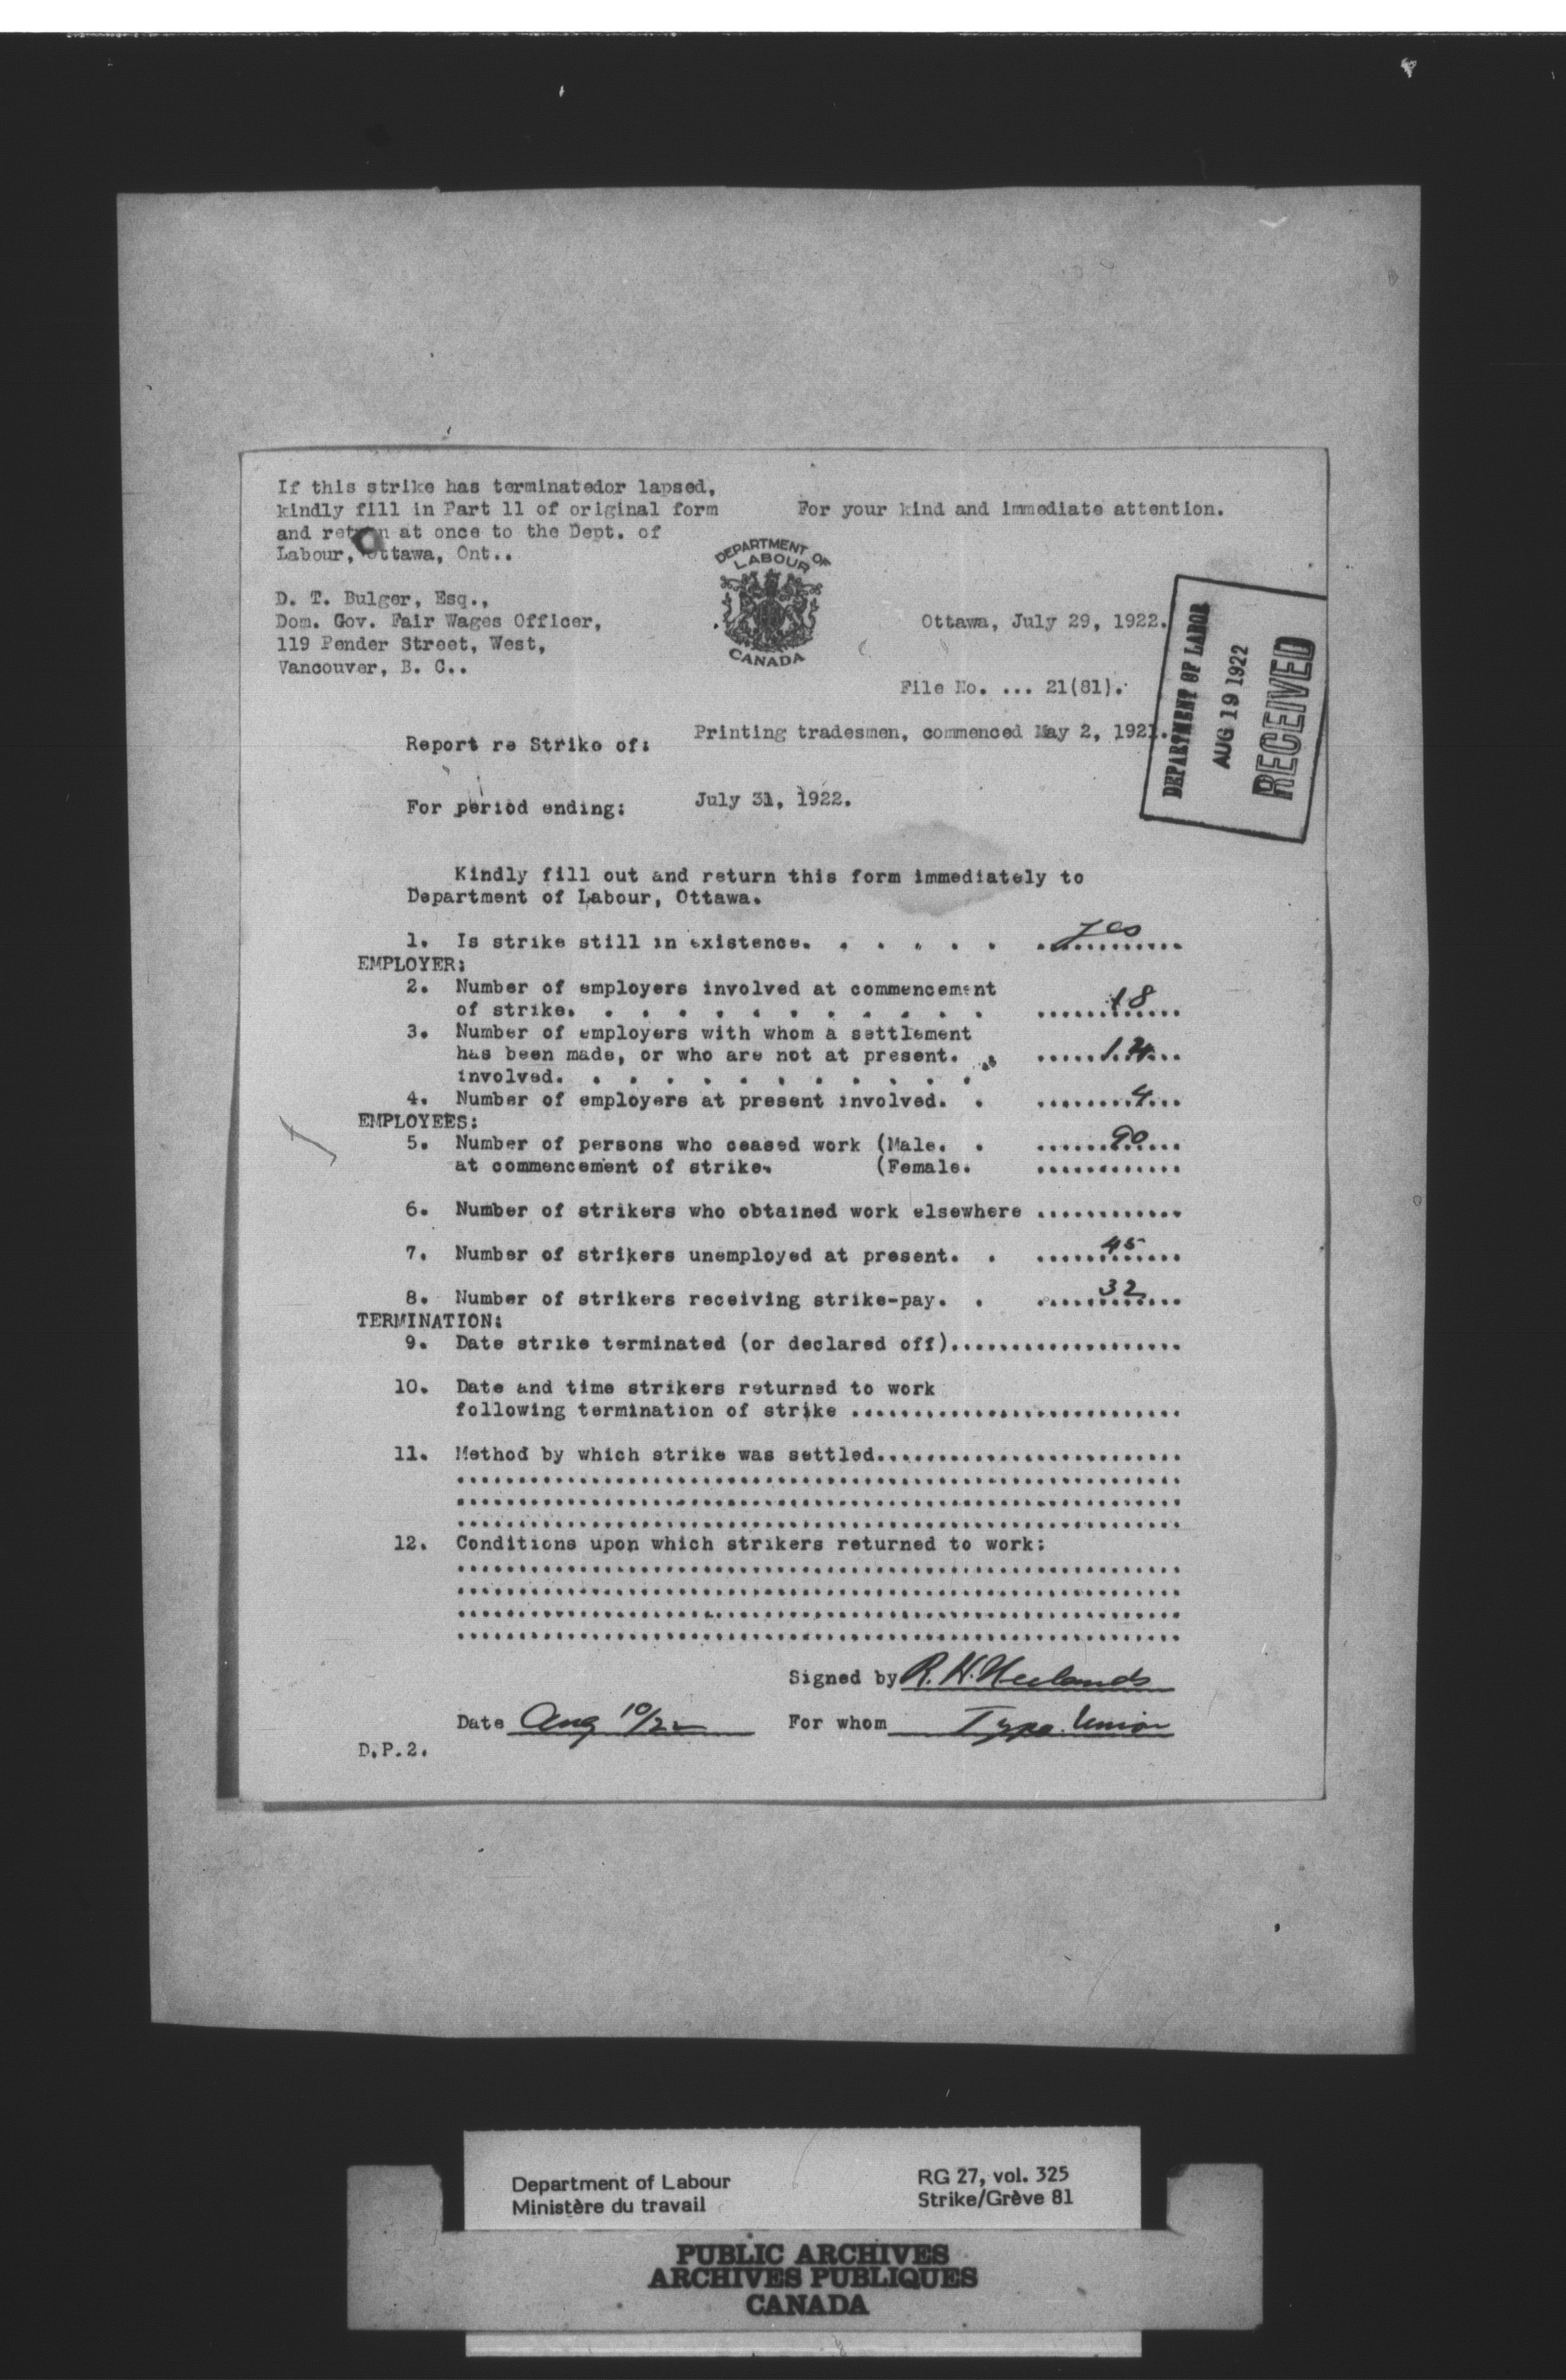 If this strike has terminatedor lapsed,
kindly fill in Part 11 of original form
and return at once to the Dept. of
Labour, Ottawa, Ont..
For your kind and immediate attention.
DEPARTMENT OF
LABOUR
CANADA
D. T. Bulger, Esq.,
Dom. Gov. Fair Wages Officer,
119 Pender Street, West,
Vancouver, B. C..
Ottawa, July 29, 1922.
File No. ... 21(81).
DEPARTMENT OF LABOR
AUG 19 1922
RECEIVED
Report re Strike of: Printing tradesmen, commenced May 2, 1921.
For period ending: July 31, 1922.
Kindly fill out and return this form immediately to
Department of Labour, Ottawa.
1. Is strike still in existence. . . . . . yes
EMPLOYER:
2. Number of employers involved at commencement
of strike. . . . . . . . . . . . 18
3. Number of employers with whom a settlement
has been made, or who are not at present. . 14
involved. . . . . . . . . . . .
4. Number of employers at present involved. . 4
EMPLOYEES:
5. Number of persons who ceased work (Male. . 90
at commencement of strike. (Female. ............
6. Number of strikers who obtained work elsewhere ............
7. Number of strikers unemployed at present. . 45
8. Number of strikers receiving strike-pay. . 32
TERMINATION:
9. Date strike terminated (or declared off)...................
10. Date and time strikers returned to work
following termination of strike ...........................
11. Method by which strike was settled.........................
12. Conditions upon which strikers returned to work:
Signed by R. H. Neelands
Date Aug 10/22 For whom Typo. Union
D.P.2.
Department of Labour
Ministère du travail
RG 27, vol. 325
Strike/Grève 81
PUBLIC ARCHIVES
ARCHIVES PUBLIQUES
CANADA